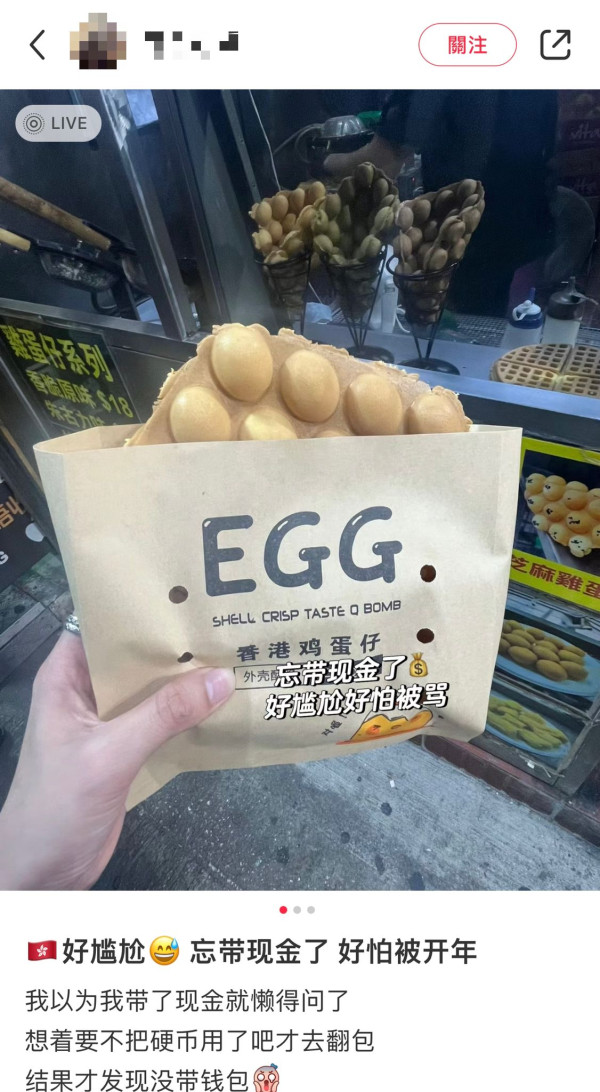 關注
LIVE
雞蛋仔系列
香脆原味 $18
EGG
SHELL CRISP TASTE Q BOMB
香港鸡蛋仔
忘带现金了💰
好尴尬好怕被骂
芝麻雞蛋
🇭🇰好尴尬😅 忘带现金了 好怕被开年
我以为我带了现金就懒得问了
想着要不把硬币用了吧才去翻包
结果才发现没带钱包😱